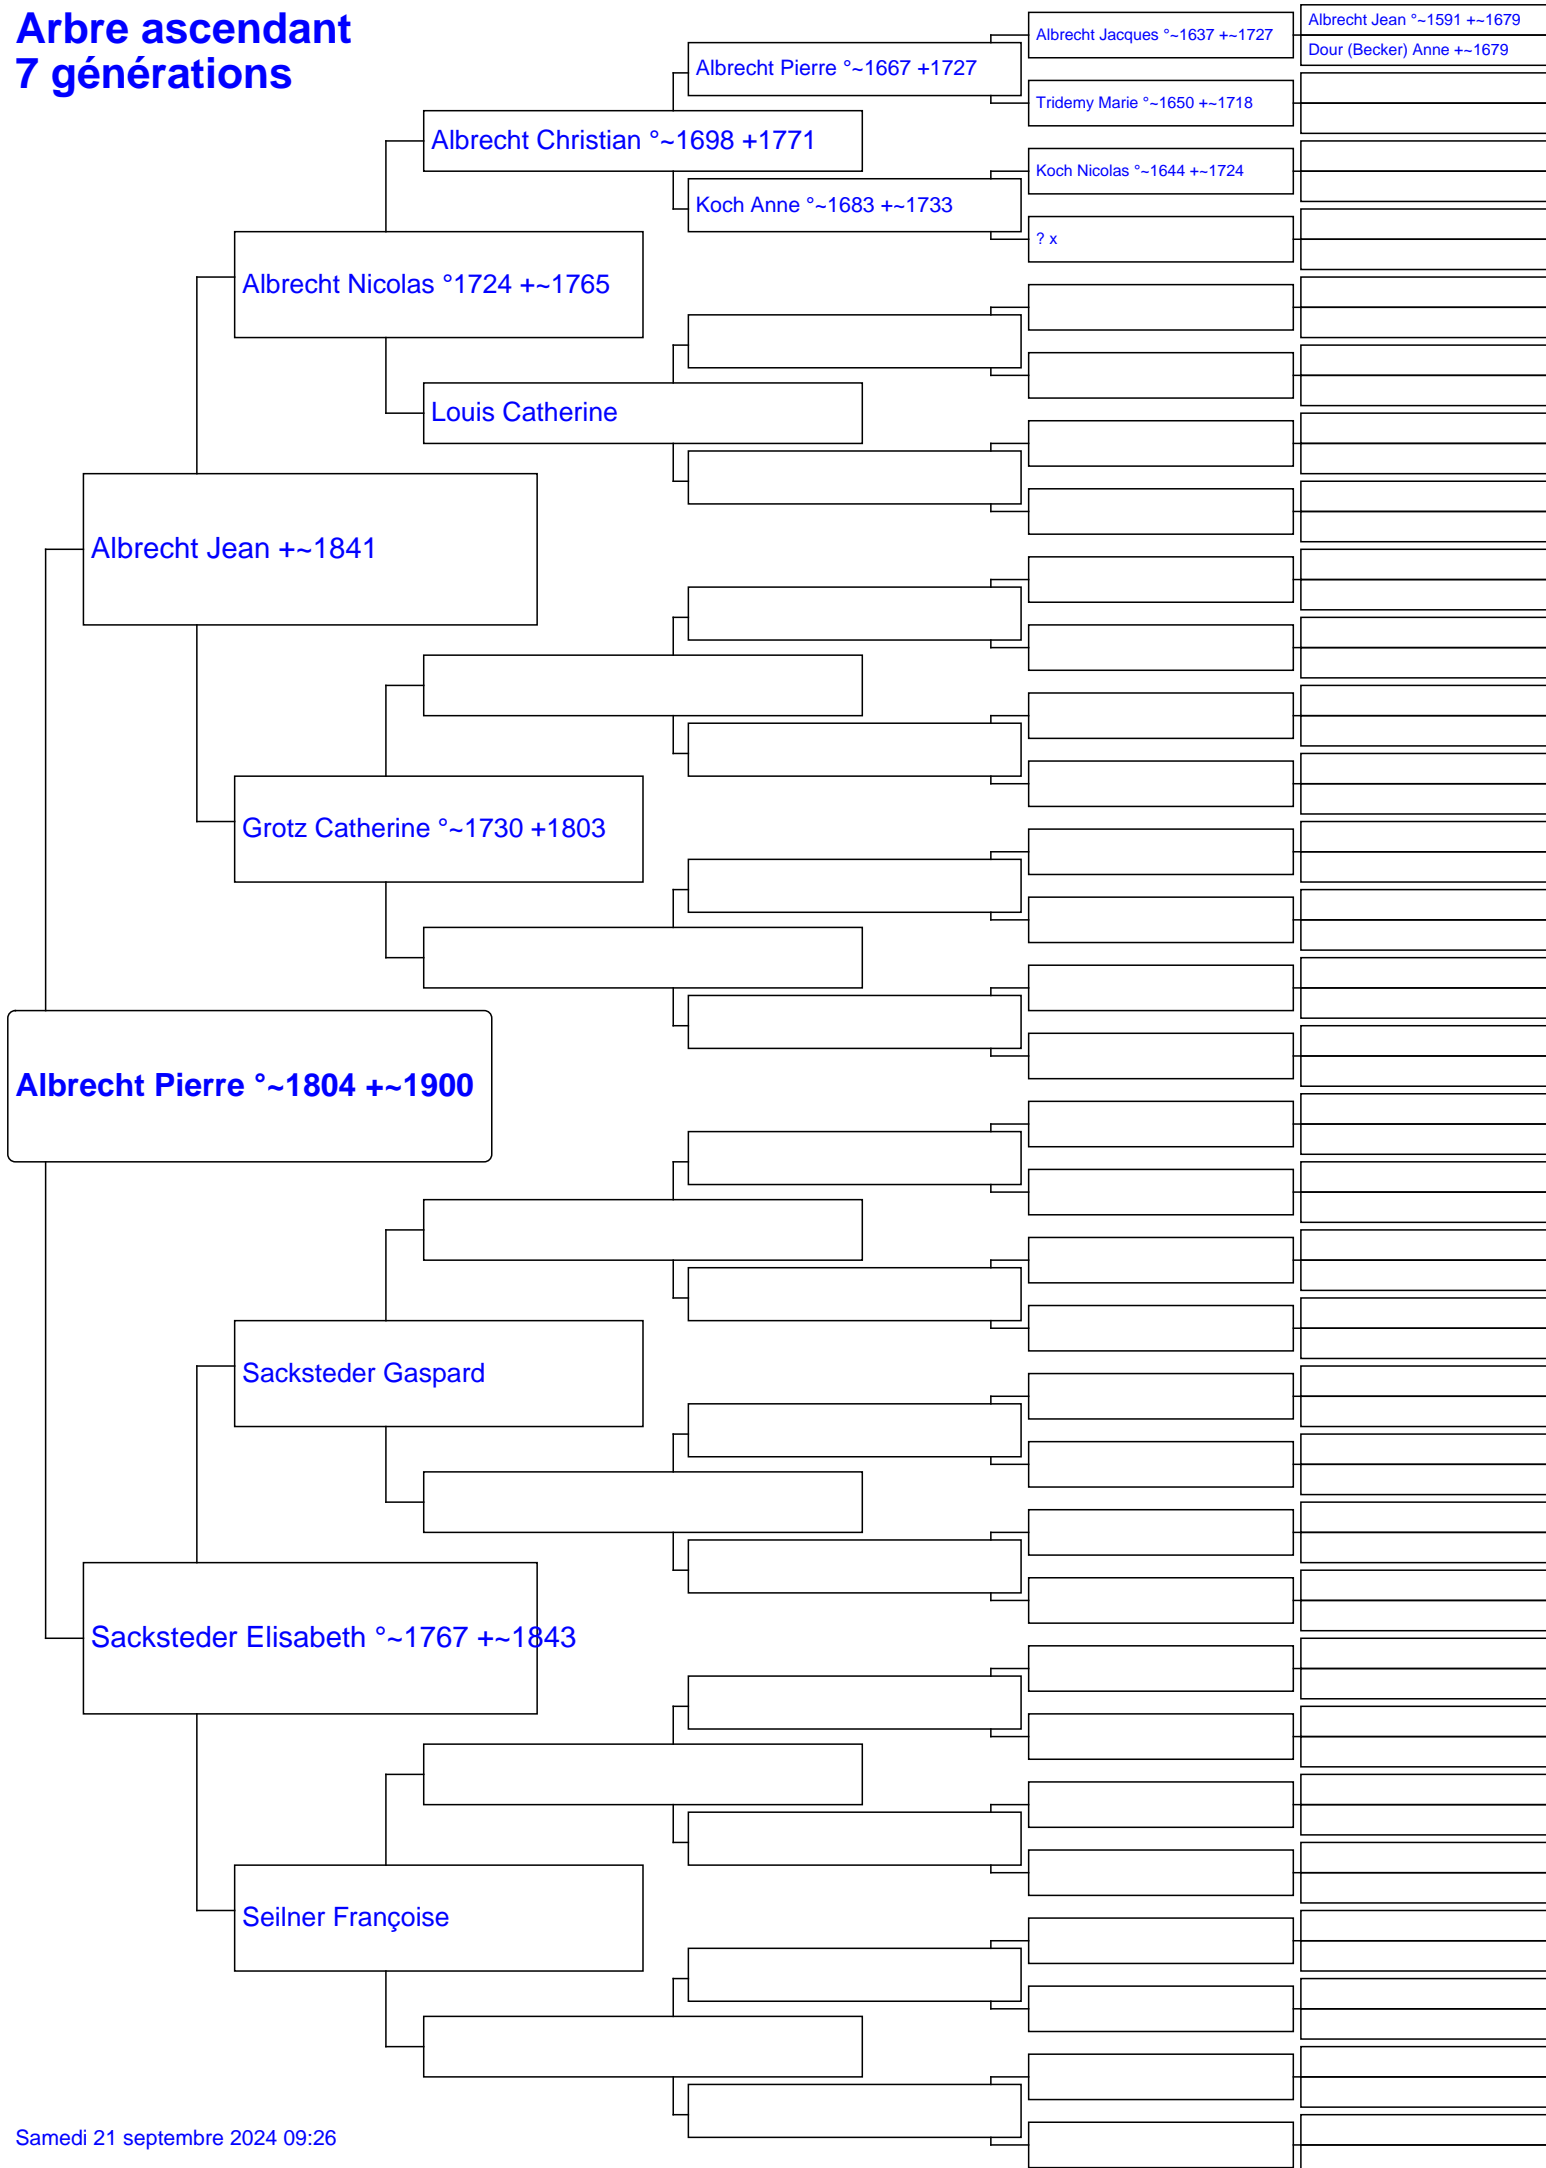 Arbre ascendant
7 générations
Albrecht Jean °~1591 +~1679
Albrecht Jacques °~1637 +~1727
Dour (Becker) Anne +~1679
Albrecht Pierre °~1667 +1727
Tridemy Marie °~1650 +~1718
Albrecht Christian °~1698 +1771
Koch Nicolas °~1644 +~1724
Koch Anne °~1683 +~1733
? x
Albrecht Nicolas °1724 +~1765
Louis Catherine
Albrecht Jean +~1841
Grotz Catherine °~1730 +1803
Albrecht Pierre °~1804 +~1900
Sacksteder Gaspard
Sacksteder Elisabeth °~1767 +~1843
Seilner Françoise
Samedi 21 septembre 2024 09:26